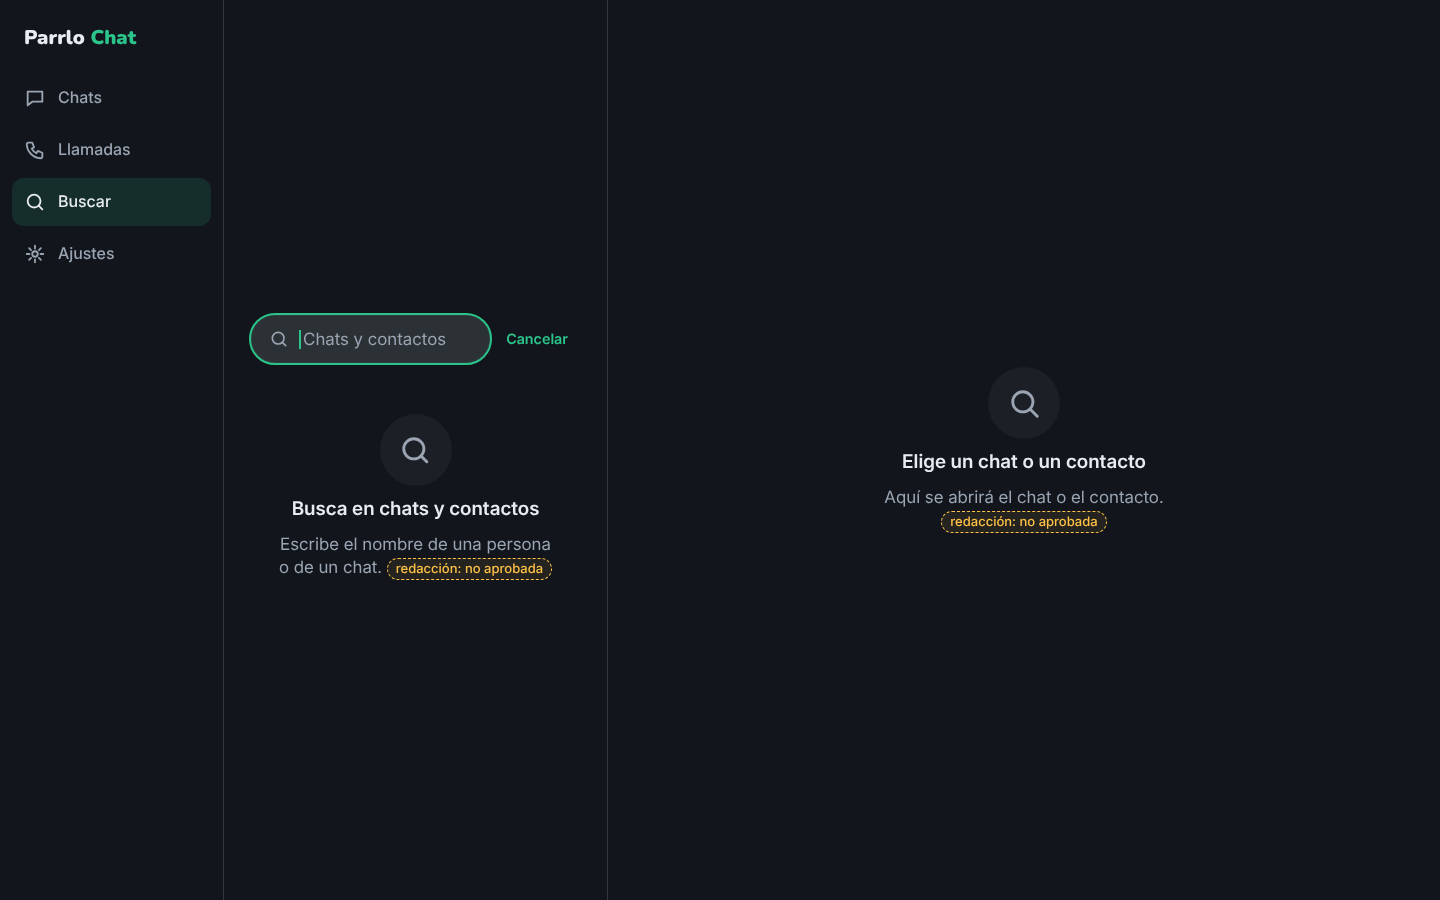 Parrlo Chat
Chats
Llamadas
Buscar
Ajustes
Chats y contactos
Cancelar
Busca en chats y contactos
Escribe el nombre de una persona
o de un chat. redacción: no aprobada
Elige un chat o un contacto
Aquí se abrirá el chat o el contacto.
redacción: no aprobada